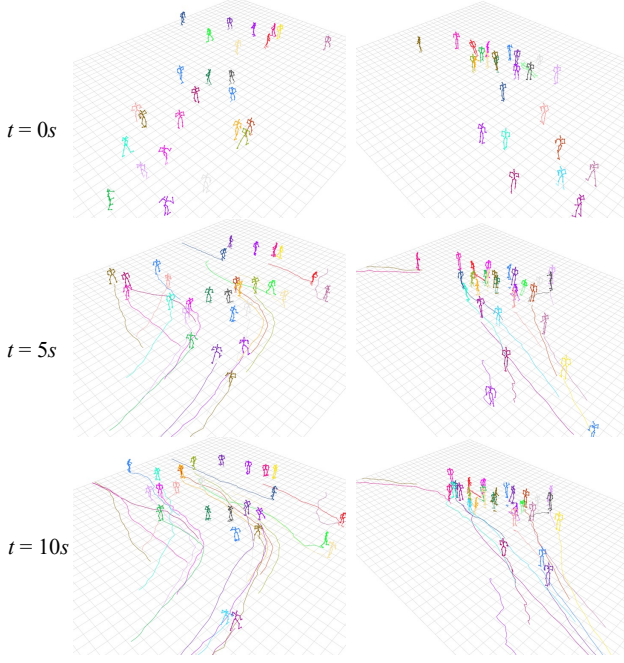 t = 0s
t = 5s
t = 10s